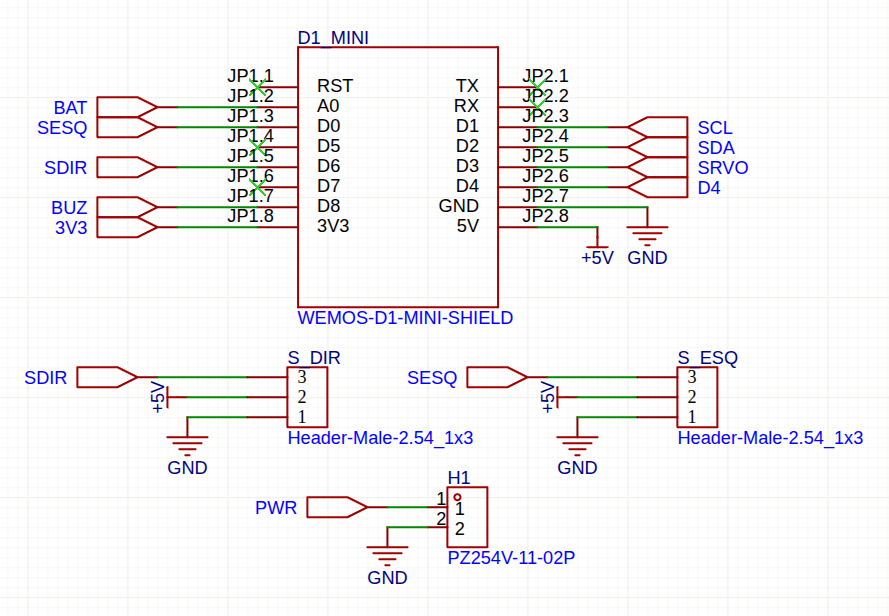 D1_MINI
JP1.1 RST TX JP2.1
JP1.2 A0 RX JP2.2
BAT
JP1.3 D0 D1 JP2.3
SESQ SCL
JP1.4 D5 D2 JP2.4
SDA
JP1.5 D6 D3 JP2.5
SDIR SRVO
JP1.6 D7 D4 JP2.6
D4
JP1.7 D8 GND JP2.7
BUZ
JP1.8 3V3 5V JP2.8
3V3
+5V GND
WEMOS-D1-MINI-SHIELD
S_DIR
SDIR 3
+5V 2
1
Header-Male-2.54_1x3
GND
S_ESQ
SESQ 3
+5V 2
1
Header-Male-2.54_1x3
GND
H1
PWR 1 1
2 2
PZ254V-11-02P
GND